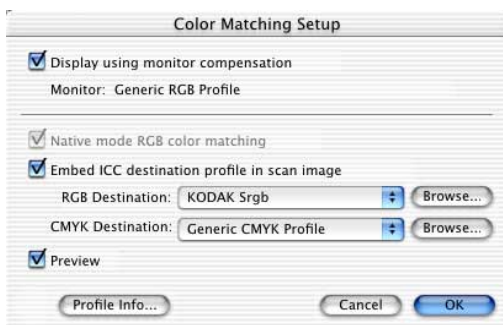 Color Matching Setup
Display using monitor compensation
Monitor: Generic RGB Profile
Native mode RGB color matching
Embed ICC destination profile in scan image
RGB Destination: KODAK Srgb Browse...
CMYK Destination: Generic CMYK Profile Browse...
Preview
Profile Info... Cancel OK